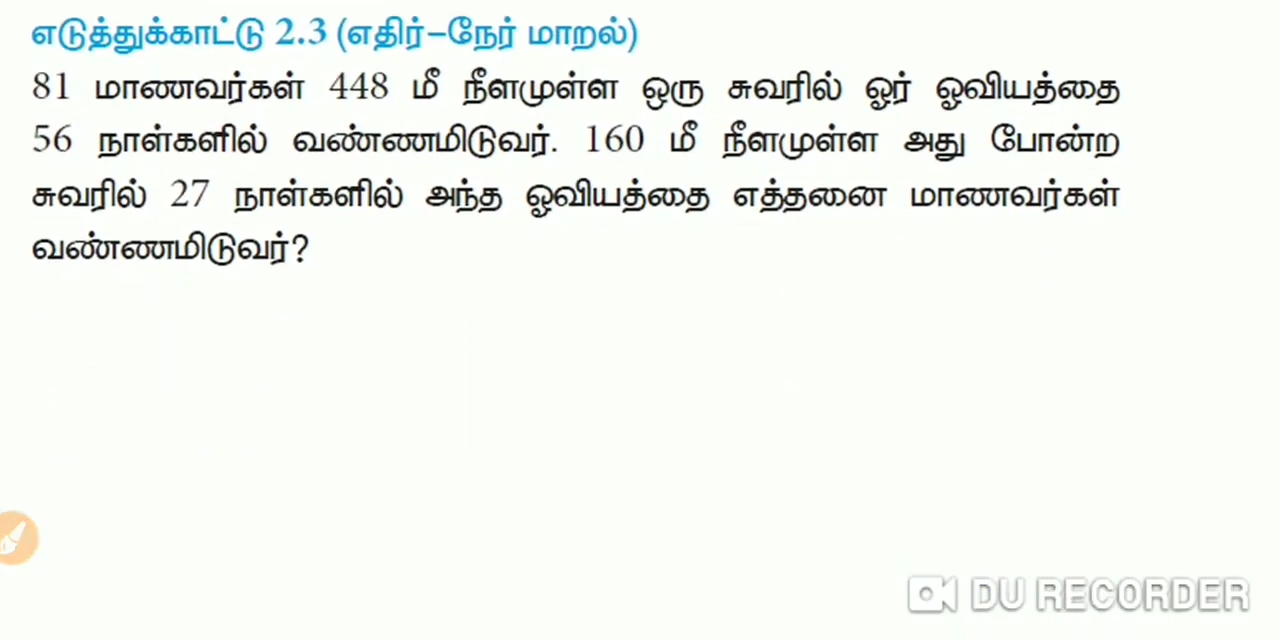 எடுத்துக்காட்டு 2.3 (எதிர்–நேர் மாறல்)
81 மாணவர்கள் 448 மீ நீளமுள்ள ஒரு சுவரில் ஓர் ஓவியத்தை
56 நாள்களில் வண்ணமிடுவர். 160 மீ நீளமுள்ள அது போன்ற
சுவரில் 27 நாள்களில் அந்த ஓவியத்தை எத்தனை மாணவர்கள்
வண்ணமிடுவர்?
DU RECORDER